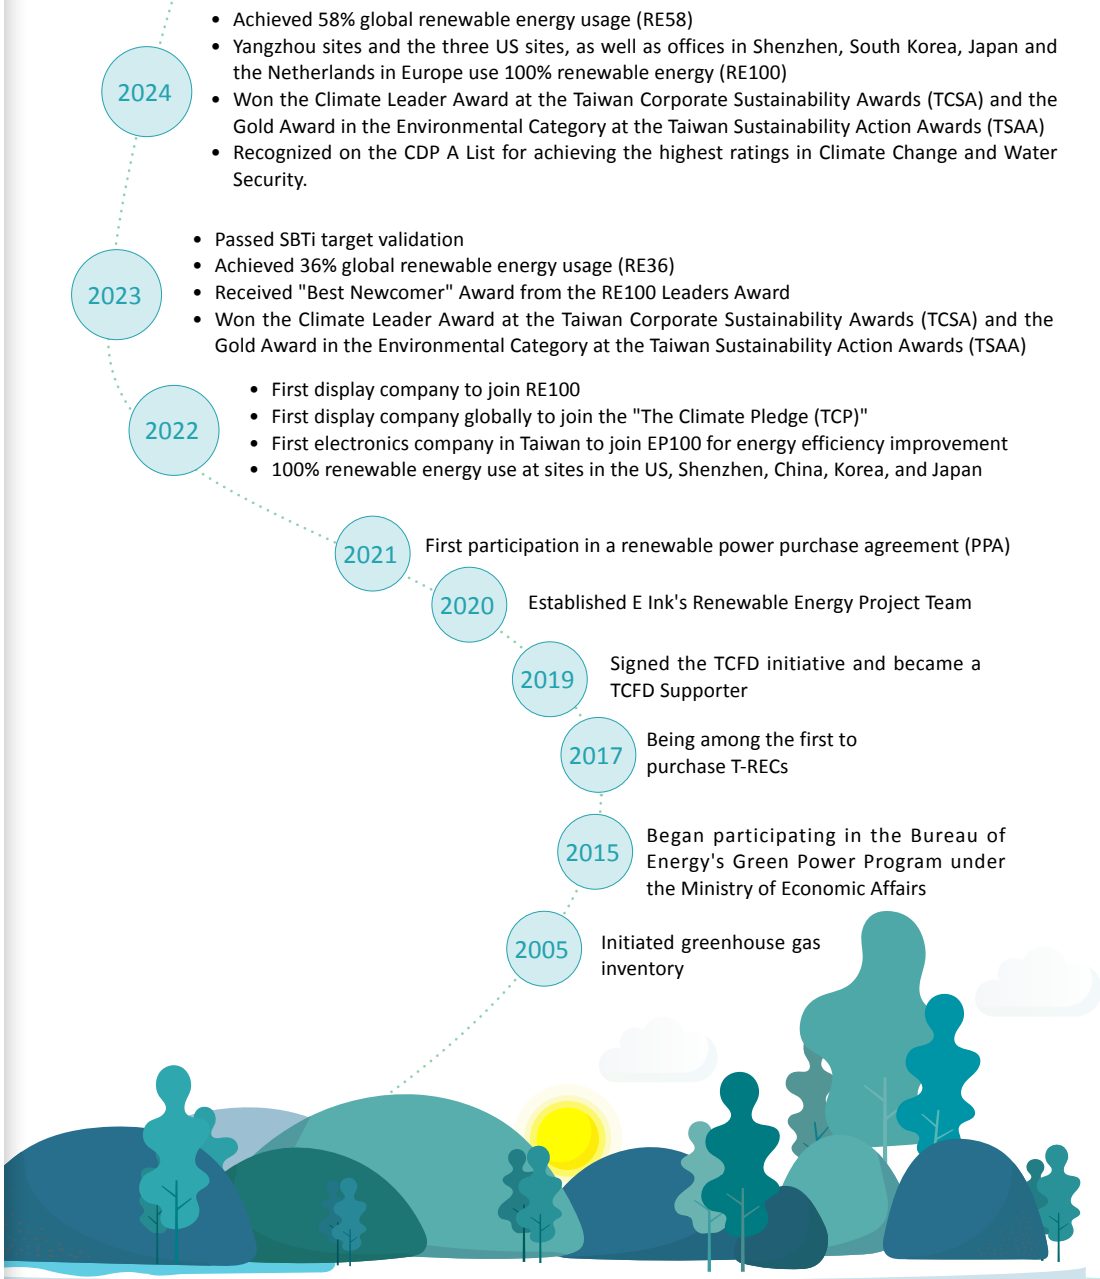 2024
• Achieved 58% global renewable energy usage (RE58)
• Yangzhou sites and the three US sites, as well as offices in Shenzhen, South Korea, Japan and
the Netherlands in Europe use 100% renewable energy (RE100)
• Won the Climate Leader Award at the Taiwan Corporate Sustainability Awards (TCSA) and the
Gold Award in the Environmental Category at the Taiwan Sustainability Action Awards (TSAA)
• Recognized on the CDP A List for achieving the highest ratings in Climate Change and Water
Security.
2023
• Passed SBTi target validation
• Achieved 36% global renewable energy usage (RE36)
• Received "Best Newcomer" Award from the RE100 Leaders Award
• Won the Climate Leader Award at the Taiwan Corporate Sustainability Awards (TCSA) and the
Gold Award in the Environmental Category at the Taiwan Sustainability Action Awards (TSAA)
2022
• First display company to join RE100
• First display company globally to join the "The Climate Pledge (TCP)"
• First electronics company in Taiwan to join EP100 for energy efficiency improvement
• 100% renewable energy use at sites in the US, Shenzhen, China, Korea, and Japan
2021
First participation in a renewable power purchase agreement (PPA)
2020
Established E Ink's Renewable Energy Project Team
2019
Signed the TCFD initiative and became a
TCFD Supporter
2017
Being among the first to
purchase T-RECs
2015
Began participating in the Bureau of
Energy's Green Power Program under
the Ministry of Economic Affairs
2005
Initiated greenhouse gas
inventory